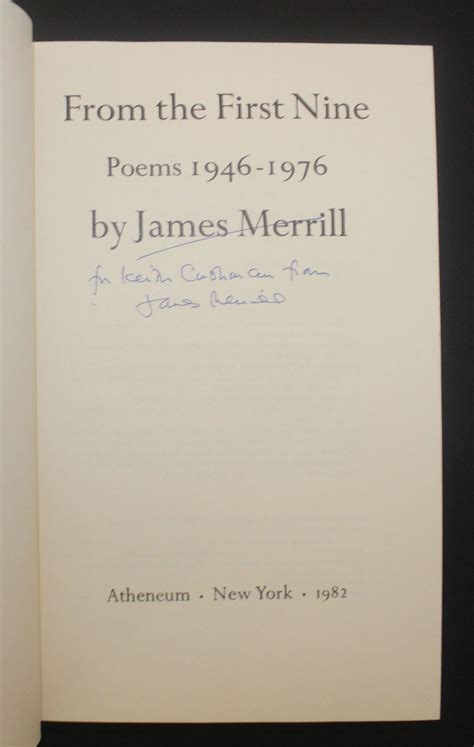 From the First Nine
Poems 1946-1976
by James Merrill
for Keith Cushman from
James Merrill
Atheneum · New York · 1982